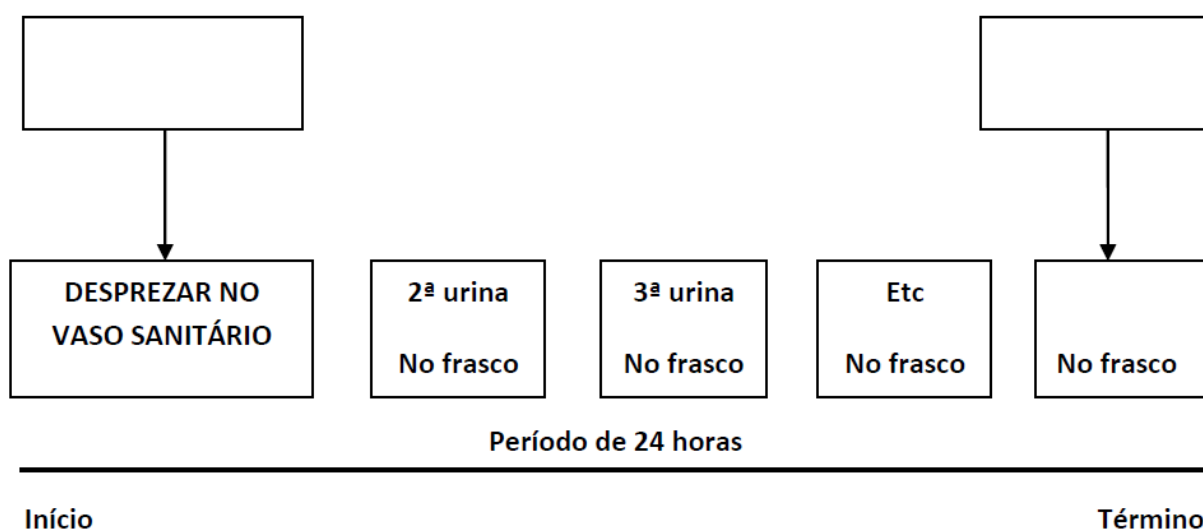 DESPREZAR NO
VASO SANITÁRIO
2ª urina
No frasco
3ª urina
No frasco
Etc
No frasco
No frasco
Período de 24 horas
Início
Término